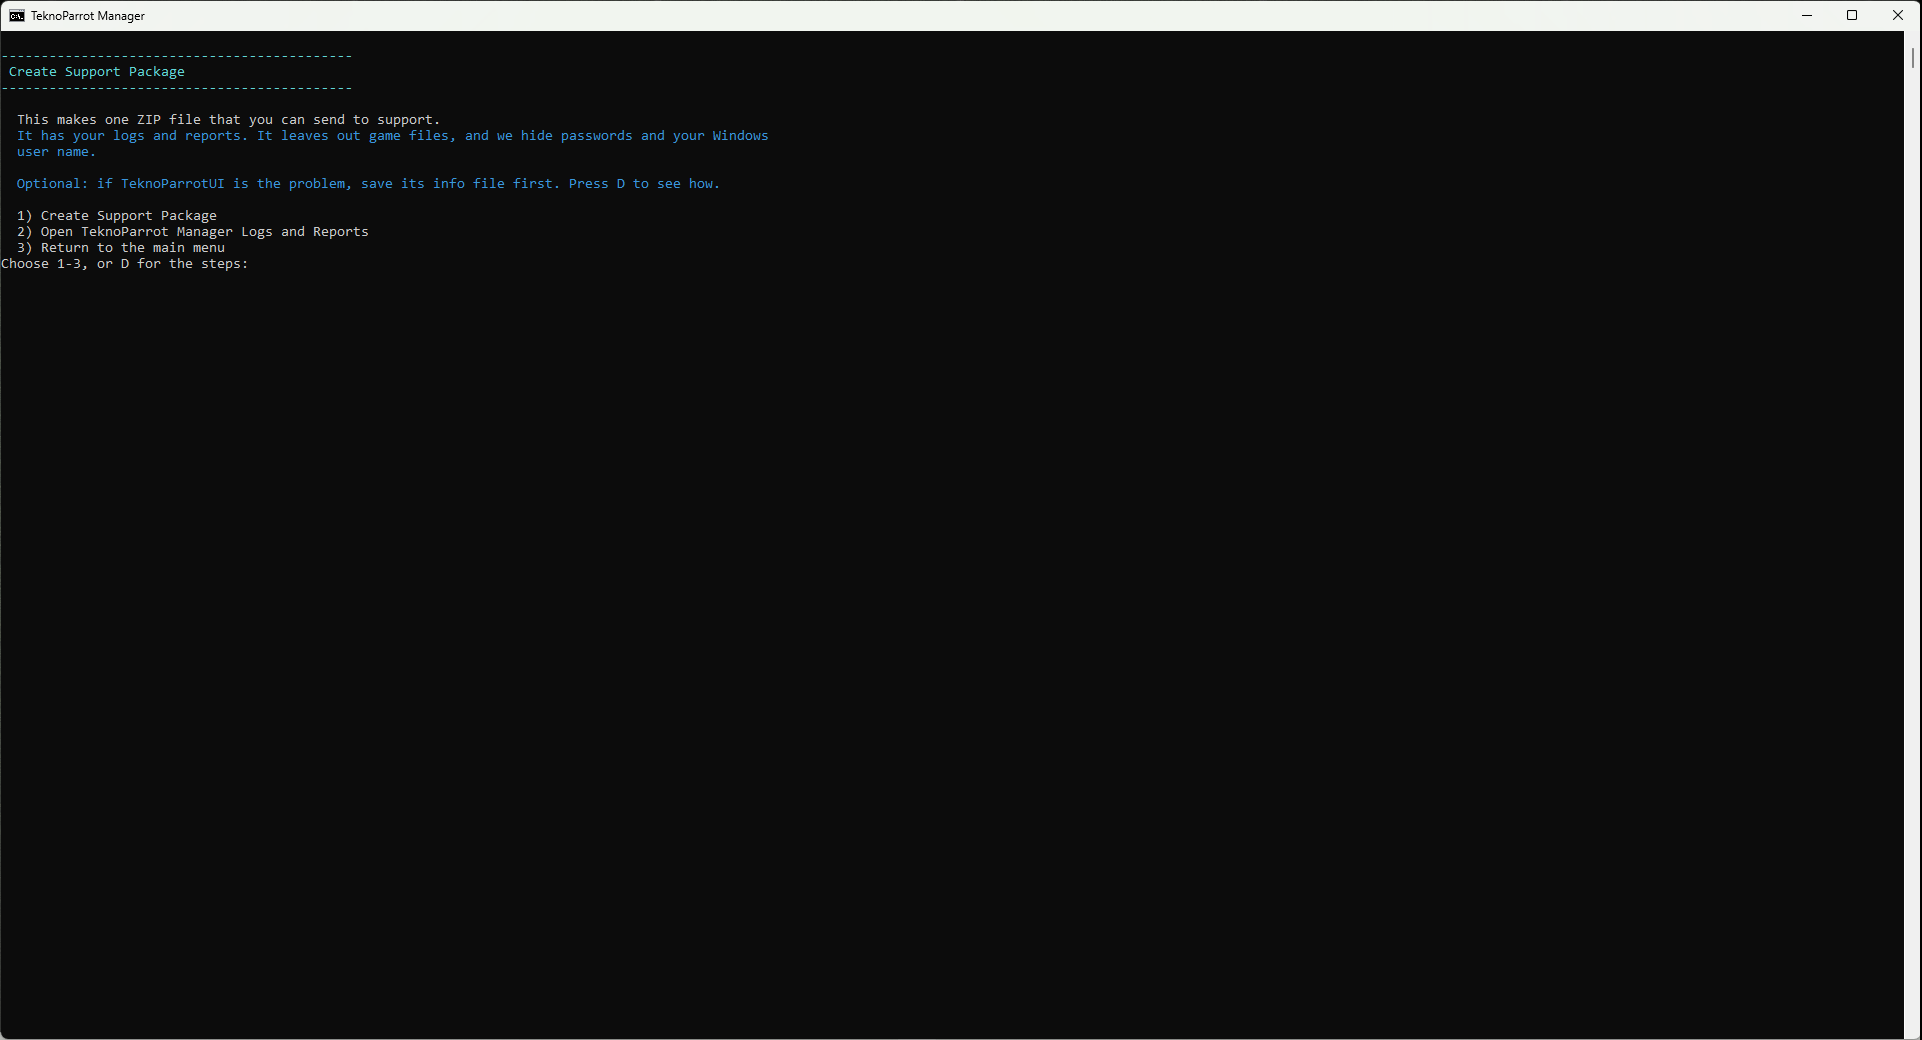 TeknoParrot Manager
--------------------------------------------
Create Support Package
--------------------------------------------
This makes one ZIP file that you can send to support.
It has your logs and reports. It leaves out game files, and we hide passwords and your Windows
user name.
Optional: if TeknoParrotUI is the problem, save its info file first. Press D to see how.
1) Create Support Package
2) Open TeknoParrot Manager Logs and Reports
3) Return to the main menu
Choose 1-3, or D for the steps: